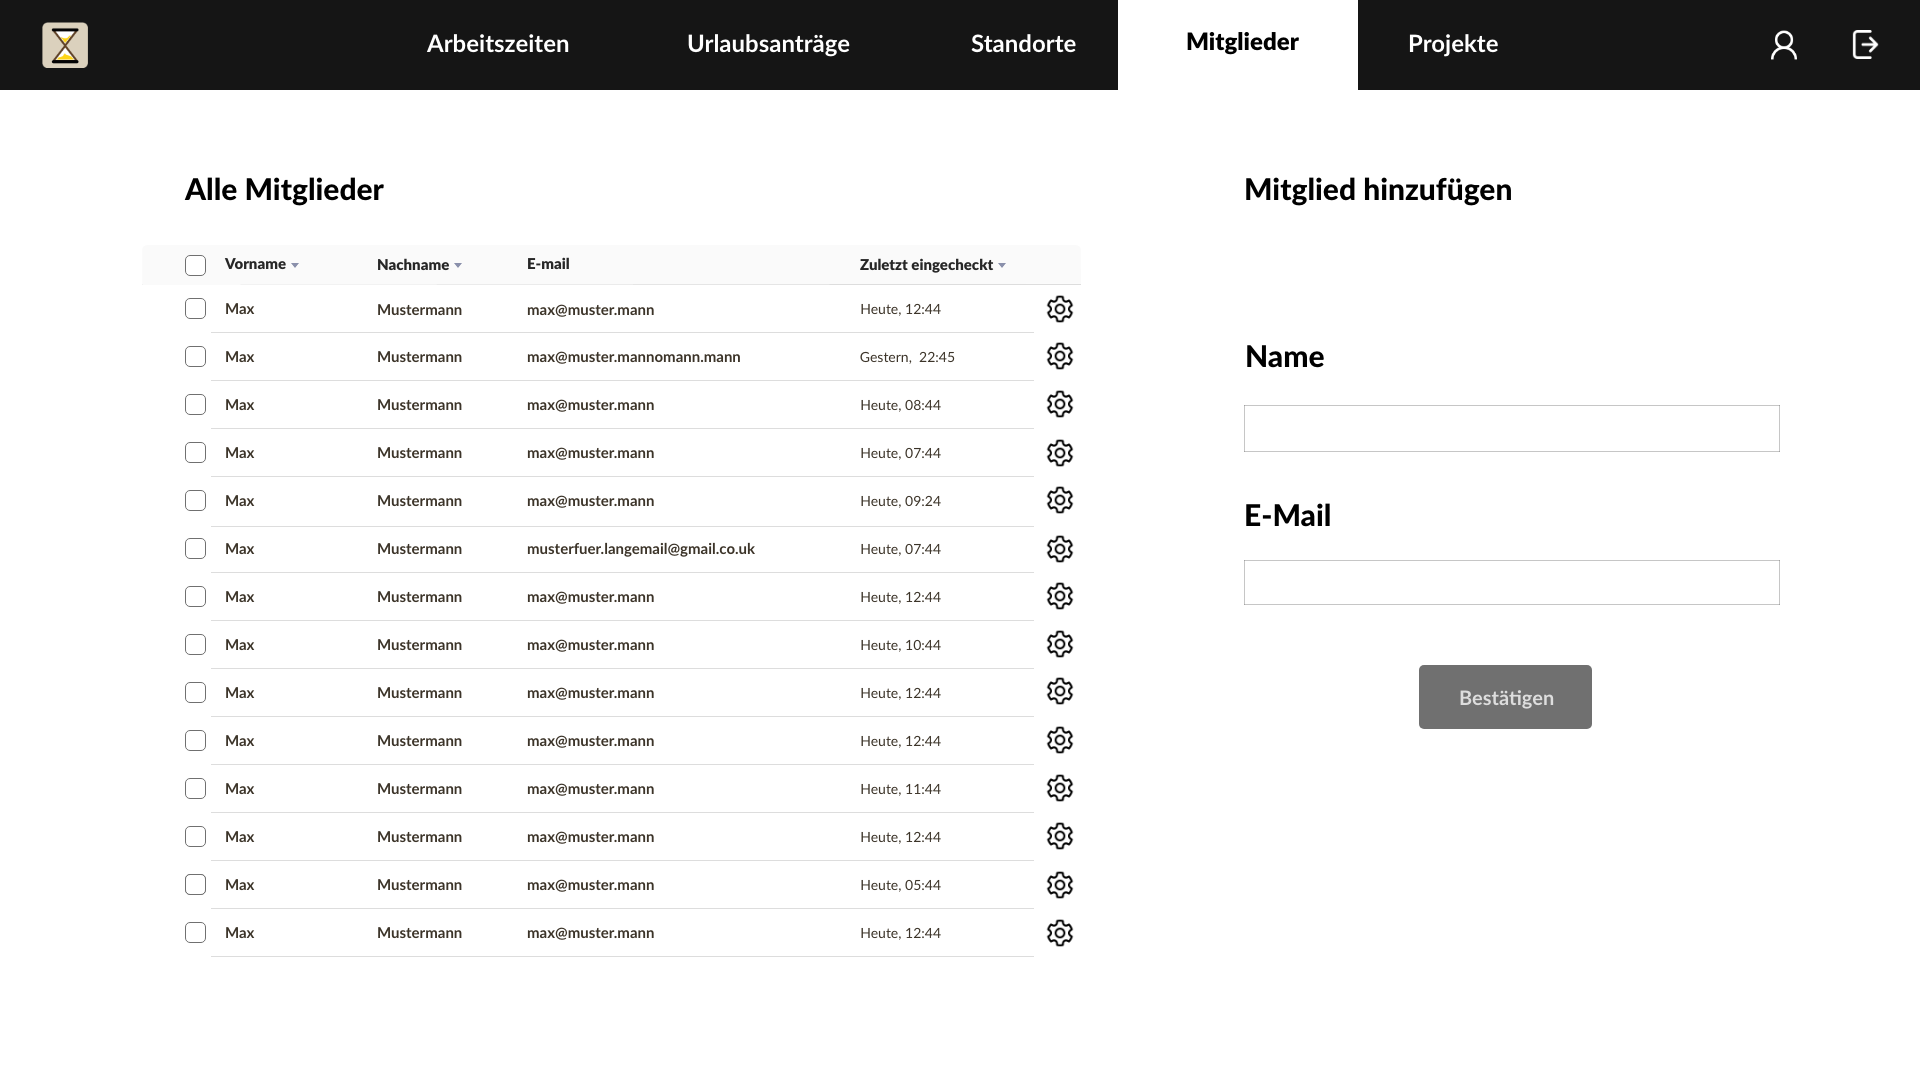 Arbeitszeiten Urlaubsanträge Standorte Mitglieder Projekte
Alle Mitglieder
Vorname Nachname E-mail Zuletzt eingecheckt
Max Mustermann max@muster.mann Heute, 12:44
Max Mustermann max@muster.mannomann.mann Gestern, 22:45
Max Mustermann max@muster.mann Heute, 08:44
Max Mustermann max@muster.mann Heute, 07:44
Max Mustermann max@muster.mann Heute, 09:24
Max Mustermann musterfuer.langemail@gmail.co.uk Heute, 07:44
Max Mustermann max@muster.mann Heute, 12:44
Max Mustermann max@muster.mann Heute, 10:44
Max Mustermann max@muster.mann Heute, 12:44
Max Mustermann max@muster.mann Heute, 12:44
Max Mustermann max@muster.mann Heute, 11:44
Max Mustermann max@muster.mann Heute, 12:44
Max Mustermann max@muster.mann Heute, 05:44
Max Mustermann max@muster.mann Heute, 12:44
Mitglied hinzufügen
Name
E-Mail
Bestätigen